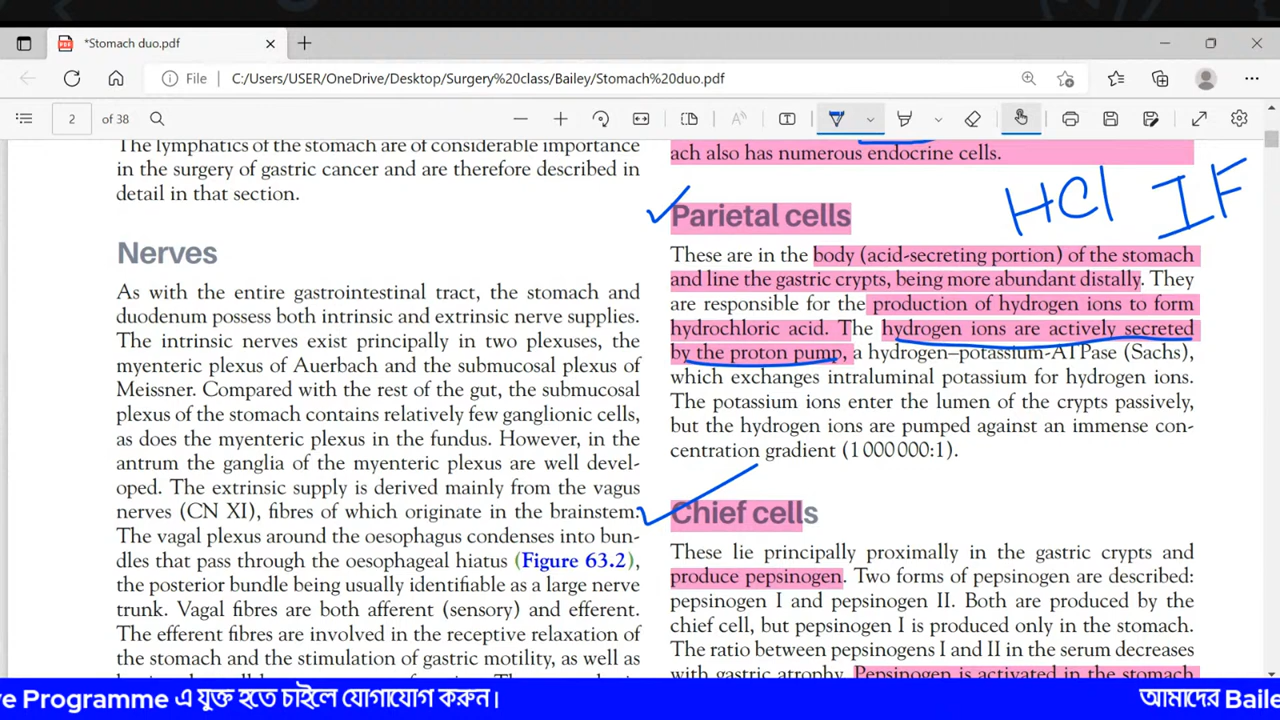 *Stomach duo.pdf
File C:/Users/USER/OneDrive/Desktop/Surgery%20class/Bailey/Stomach%20duo.pdf
2 of 38
The lymphatics of the stomach are of considerable importance
in the surgery of gastric cancer and are therefore described in
detail in that section.
Nerves
As with the entire gastrointestinal tract, the stomach and
duodenum possess both intrinsic and extrinsic nerve supplies.
The intrinsic nerves exist principally in two plexuses, the
myenteric plexus of Auerbach and the submucosal plexus of
Meissner. Compared with the rest of the gut, the submucosal
plexus of the stomach contains relatively few ganglionic cells,
as does the myenteric plexus in the fundus. However, in the
antrum the ganglia of the myenteric plexus are well devel-
oped. The extrinsic supply is derived mainly from the vagus
nerves (CN XI), fibres of which originate in the brainstem.
The vagal plexus around the oesophagus condenses into bun-
dles that pass through the oesophageal hiatus (Figure 63.2),
the posterior bundle being usually identifiable as a large nerve
trunk. Vagal fibres are both afferent (sensory) and efferent.
The efferent fibres are involved in the receptive relaxation of
the stomach and the stimulation of gastric motility, as well as
ach also has numerous endocrine cells.
HCl IF
Parietal cells
These are in the body (acid-secreting portion) of the stomach
and line the gastric crypts, being more abundant distally. They
are responsible for the production of hydrogen ions to form
hydrochloric acid. The hydrogen ions are actively secreted
by the proton pump, a hydrogen–potassium-ATPase (Sachs),
which exchanges intraluminal potassium for hydrogen ions.
The potassium ions enter the lumen of the crypts passively,
but the hydrogen ions are pumped against an immense con-
centration gradient (1 000 000:1).
Chief cells
These lie principally proximally in the gastric crypts and
produce pepsinogen. Two forms of pepsinogen are described:
pepsinogen I and pepsinogen II. Both are produced by the
chief cell, but pepsinogen I is produced only in the stomach.
The ratio between pepsinogens I and II in the serum decreases
with gastric atrophy. Pepsinogen is activated in the stomach
ve Programme এ যুক্ত হতে চাইলে যোগাযোগ করুন। আমাদের Baile